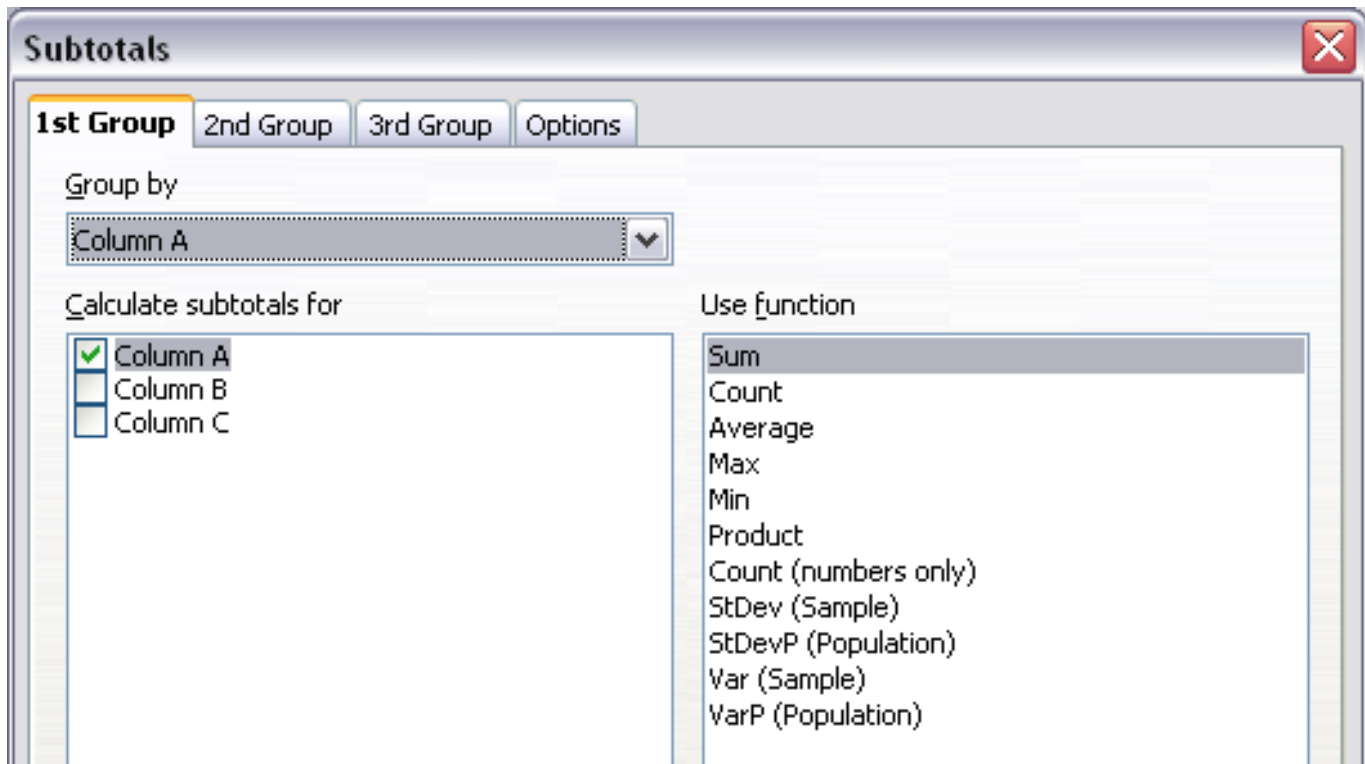 Subtotals
1st Group 2nd Group 3rd Group Options
Group by
Column A
Calculate subtotals for
Column A
Column B
Column C
Use function
Sum
Count
Average
Max
Min
Product
Count (numbers only)
StDev (Sample)
StDevP (Population)
Var (Sample)
VarP (Population)